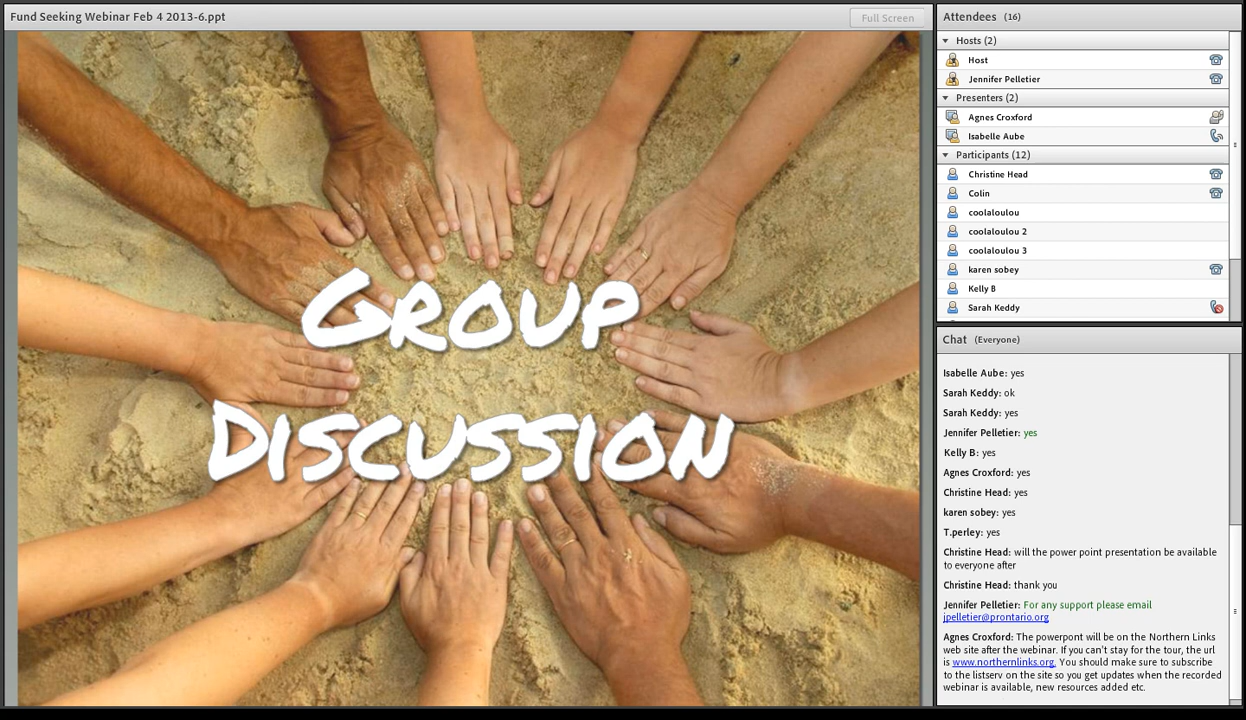 Fund Seeking Webinar Feb 4 2013-6.ppt
Full Screen
GROUP
DISCUSSION
Attendees (16)
Hosts (2)
Host
Jennifer Pelletier
Presenters (2)
Agnes Croxford
Isabelle Aube
Participants (12)
Christine Head
Colin
coolaloulou
coolaloulou 2
coolaloulou 3
karen sobey
Kelly B
Sarah Keddy
Chat (Everyone)
Isabelle Aube: yes
Sarah Keddy: ok
Sarah Keddy: yes
Jennifer Pelletier: yes
Kelly B: yes
Agnes Croxford: yes
Christine Head: yes
karen sobey: yes
T.perley: yes
Christine Head: will the power point presentation be available
to everyone after
Christine Head: thank you
Jennifer Pelletier: For any support please email
jpelletier@prontario.org
Agnes Croxford: The powerpont will be on the Northern Links
web site after the webinar. If you can't stay for the tour, the url
is www.northernlinks.org. You should make sure to subscribe
to the listserv on the site so you get updates when the recorded
webinar is available, new resources added etc.